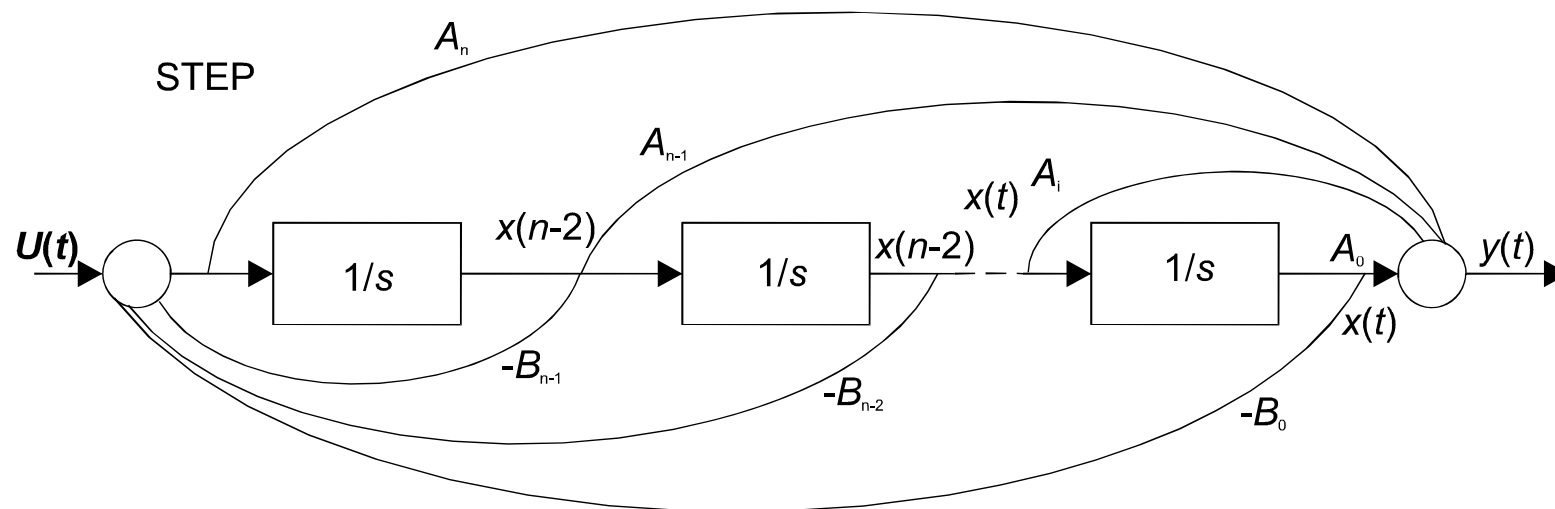 Aₙ
STEP
Aₙ₋₁
x(t)
Aᵢ
U(t)
1/s
x(n-2)
1/s
x(n-2)
1/s
A₀
y(t)
x(t)
-Bₙ₋₁
-Bₙ₋₂
-B₀